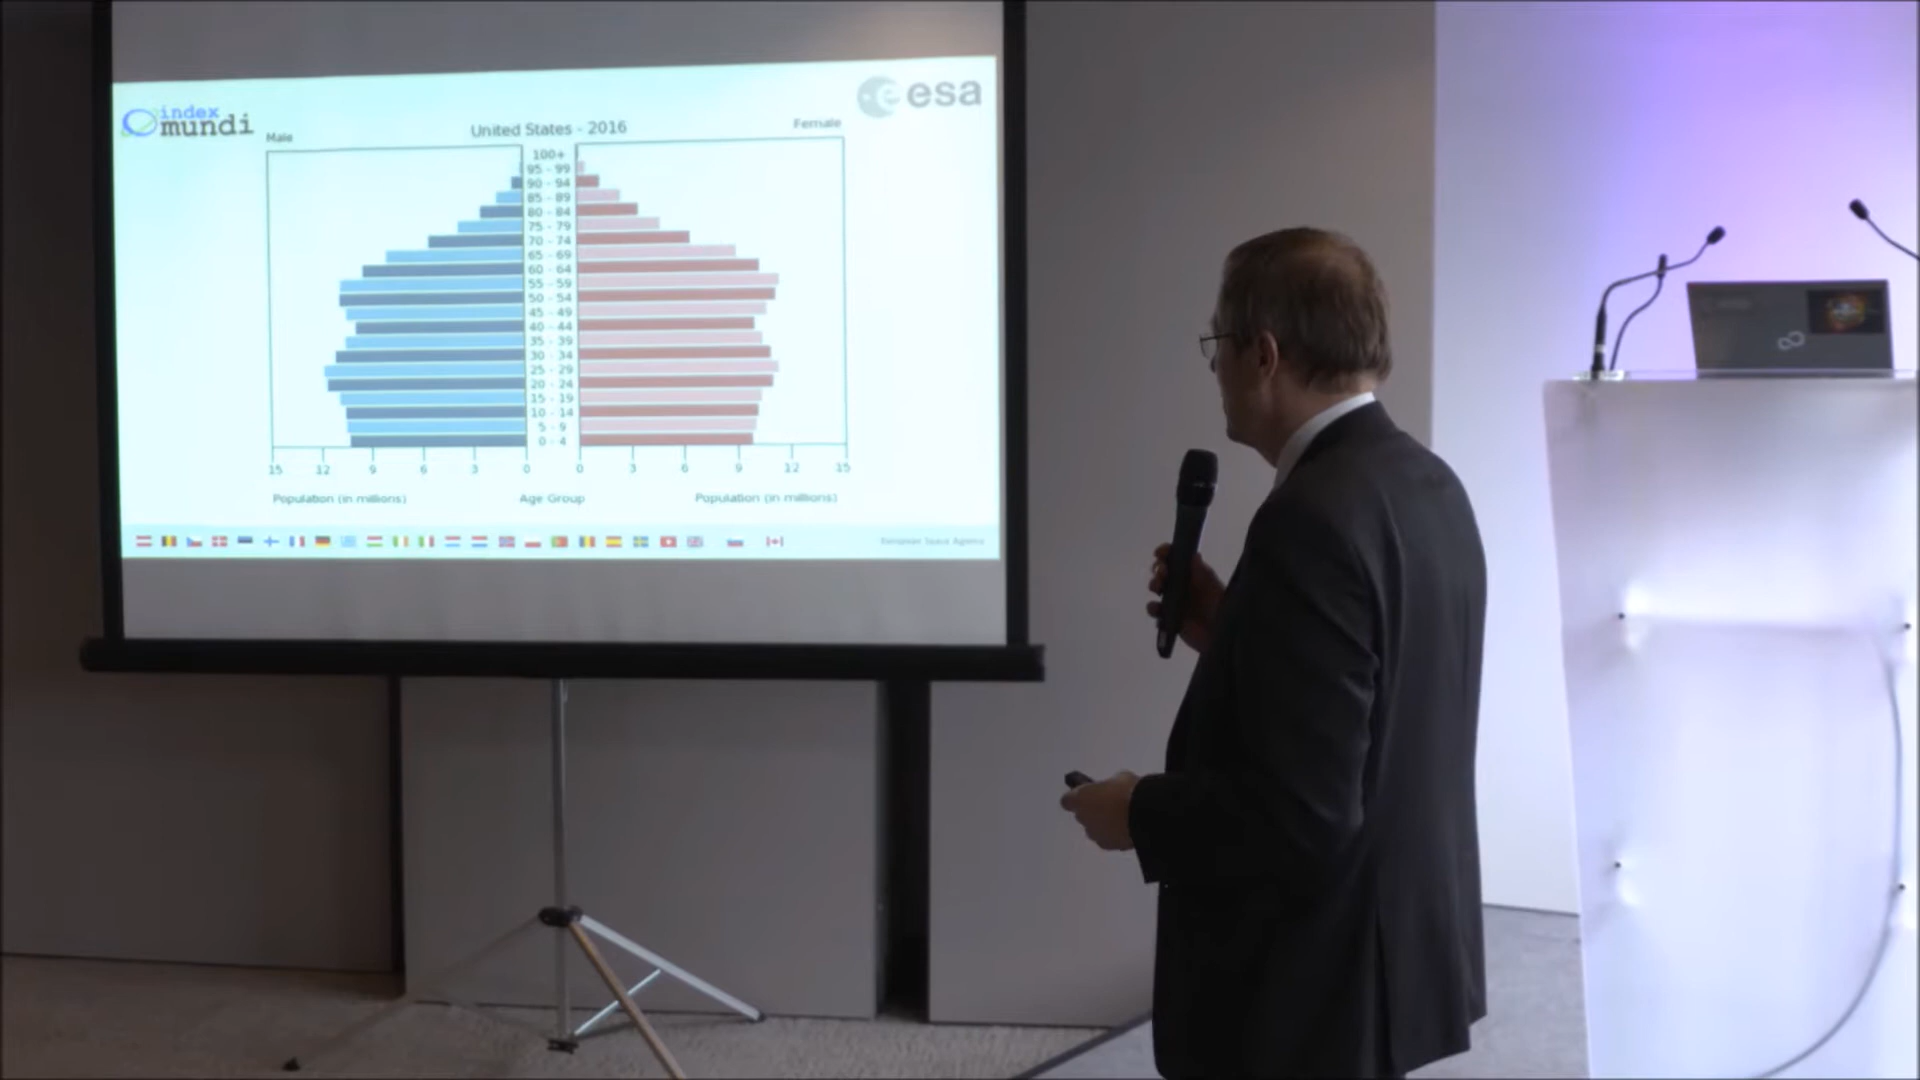 index
mundi
esa
United States - 2016
Male
Female
100+
95 - 99
90 - 94
85 - 89
80 - 84
75 - 79
70 - 74
65 - 69
60 - 64
55 - 59
50 - 54
45 - 49
40 - 44
35 - 39
30 - 34
25 - 29
20 - 24
15 - 19
10 - 14
5 - 9
0 - 4
15 12 9 6 3 0 0 3 6 9 12 15
Population (in millions) Age Group Population (in millions)
European Space Agency